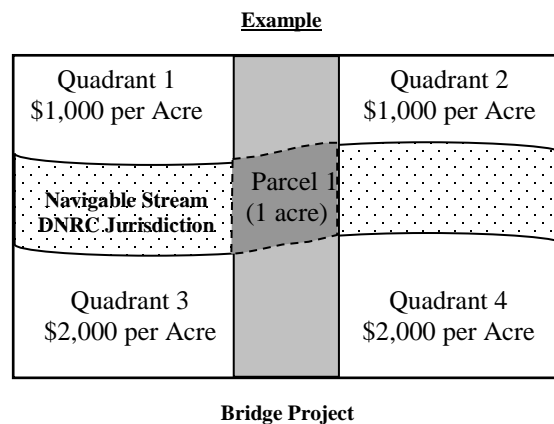 Example
Quadrant 1
$1,000 per Acre
Quadrant 2
$1,000 per Acre
Navigable Stream
DNRC Jurisdiction
Parcel 1
(1 acre)
Quadrant 3
$2,000 per Acre
Quadrant 4
$2,000 per Acre
Bridge Project